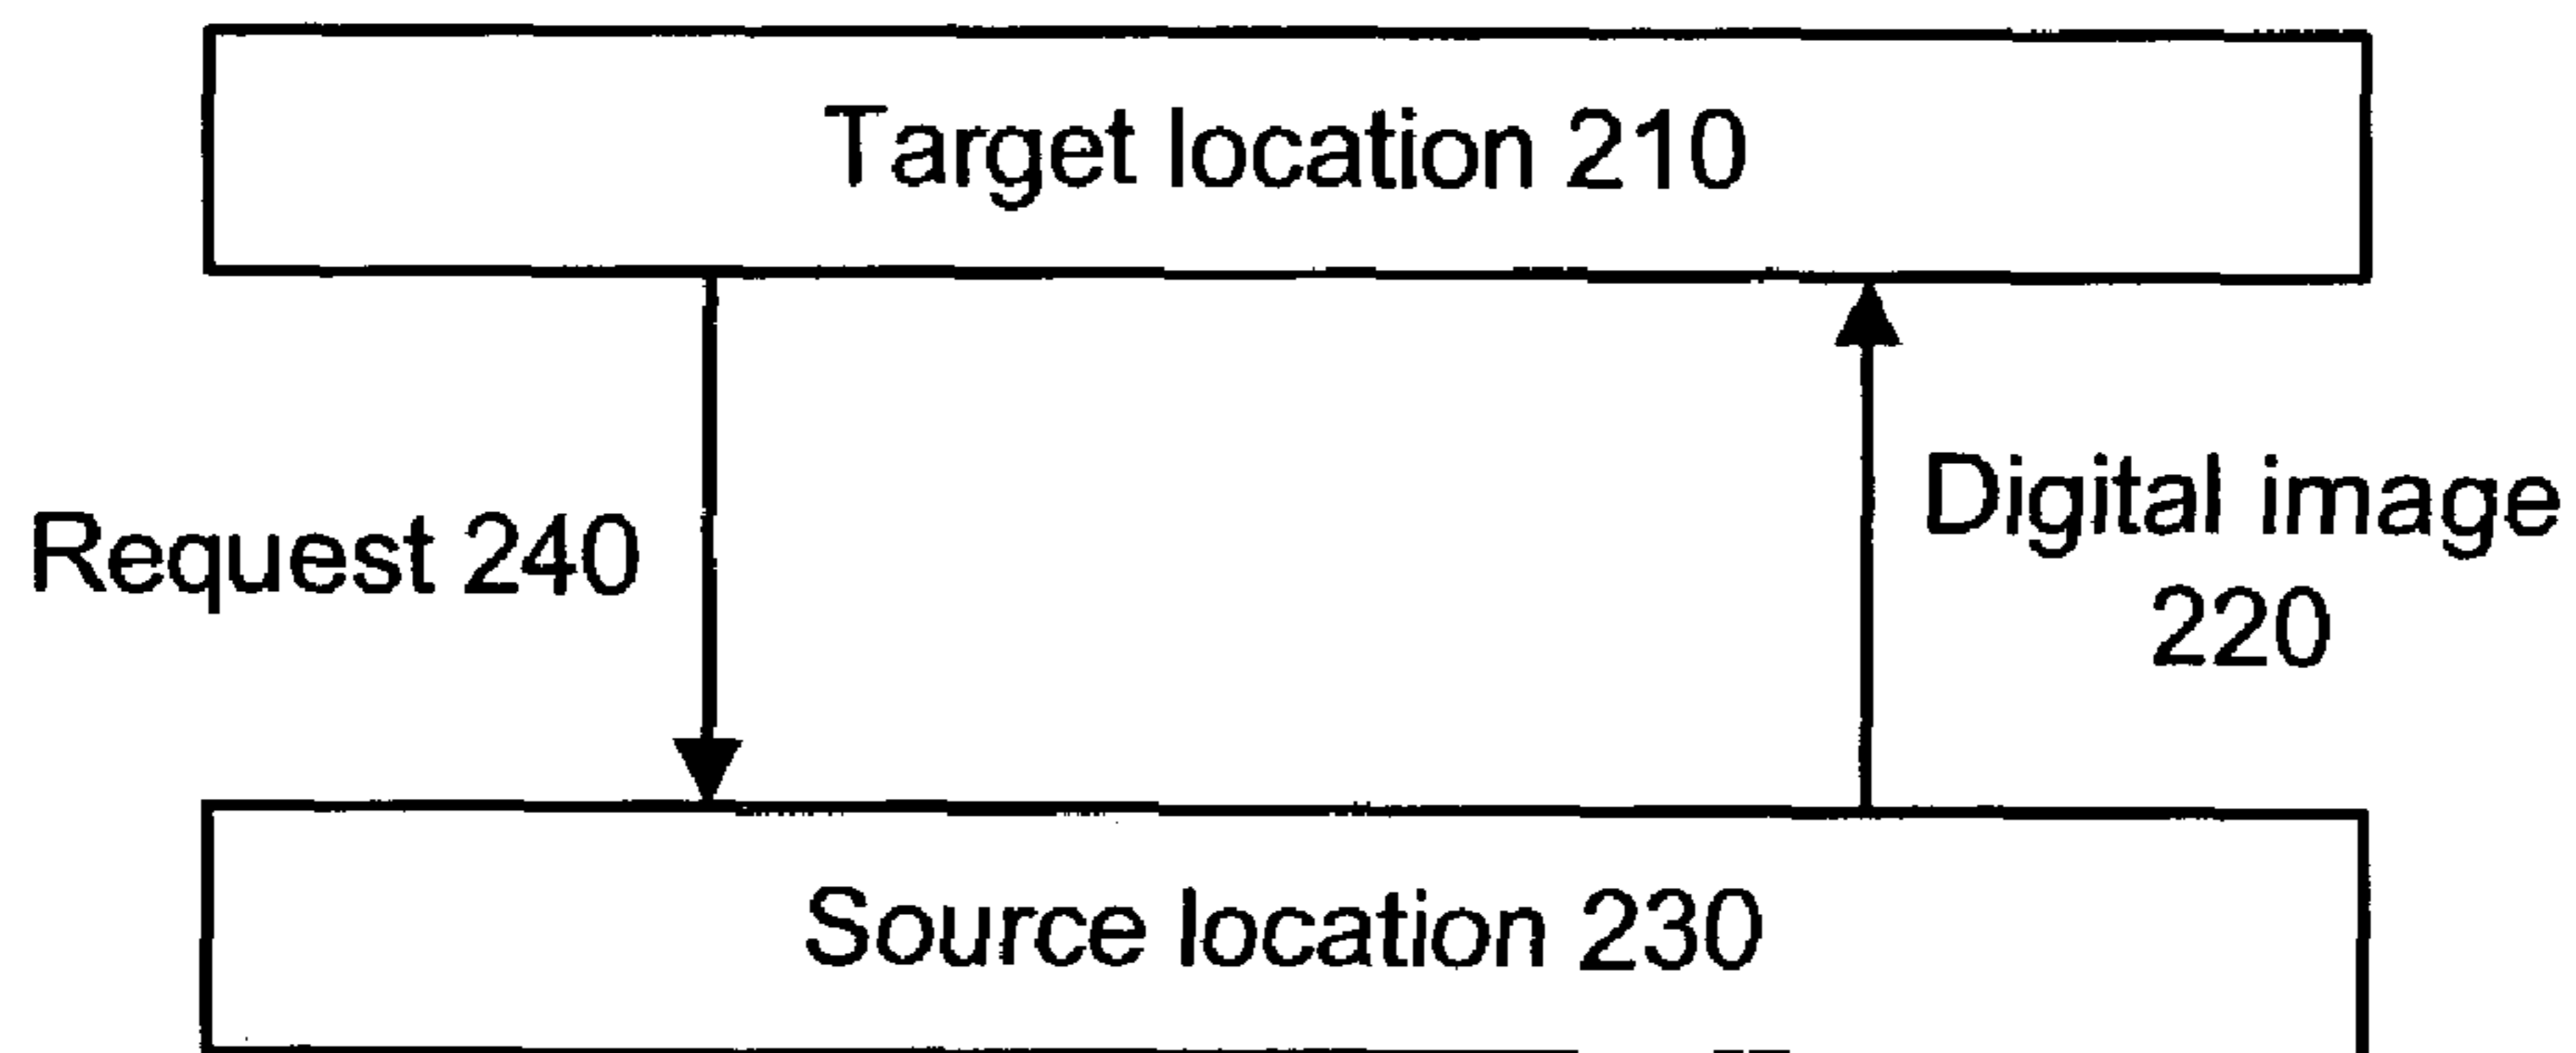 Target location 210
Request 240
Digital image
220
Source location 230